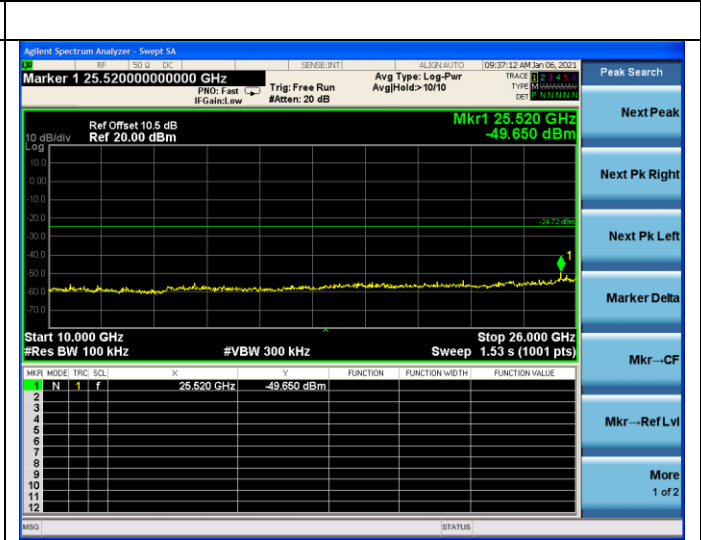 Agilent Spectrum Analyzer - Swept SA
RF 50 Ω DC SENSE:INT ALIGN AUTO 09:37:12 AM Jan 06, 2021
Marker 1 25.520000000000 GHz
PNO: Fast
IFGain:Low
Trig: Free Run
#Atten: 20 dB
Avg Type: Log-Pwr
Avg|Hold:>10/10
TRACE 1 2 3 4 5 6
TYPE M
DET P N N N N N
Peak Search
Ref Offset 10.5 dB
Ref 20.00 dBm
10 dB/div
Log
Mkr1 25.520 GHz
-49.650 dBm
10.0
0.00
-10.0
-20.0
-30.0
-40.0
-50.0
-60.0
-70.0
-24.72 dBm
1
Start 10.000 GHz
#Res BW 100 kHz
#VBW 300 kHz
Stop 26.000 GHz
Sweep 1.53 s (1001 pts)
MKR MODE TRC SCL X Y FUNCTION FUNCTION WIDTH FUNCTION VALUE
1 N 1 f 25.520 GHz -49.650 dBm
2
3
4
5
6
7
8
9
10
11
12
MSG STATUS
Next Peak
Next Pk Right
Next Pk Left
Marker Delta
Mkr→CF
Mkr→Ref Lvl
More
1 of 2